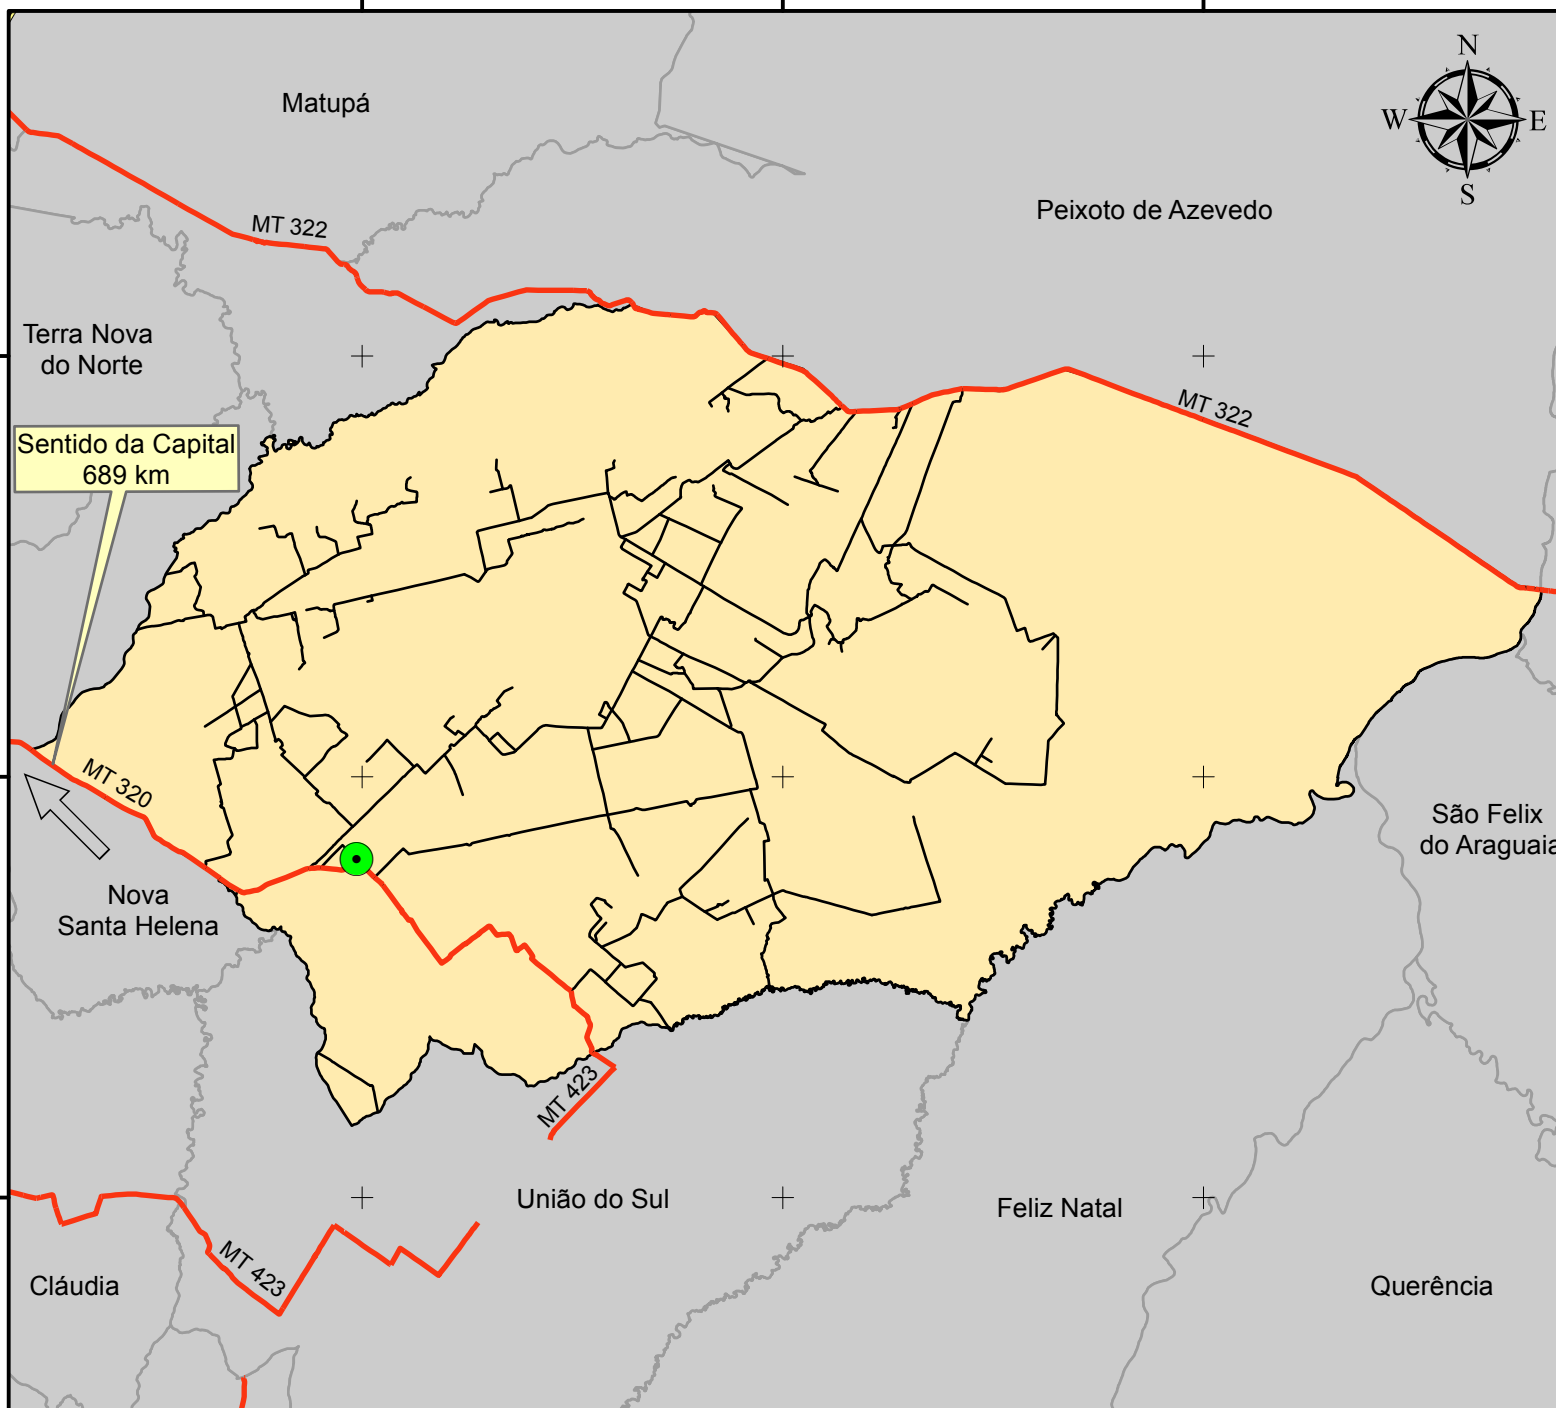 N
Matupá
W
E
S
Peixoto de Azevedo
MT 322
Terra Nova
do Norte
MT 322
Sentido da Capital
689 km
MT 320
São Felix
do Araguaia
Nova
Santa Helena
MT 423
União do Sul
Feliz Natal
MT 423
Cláudia
Querência